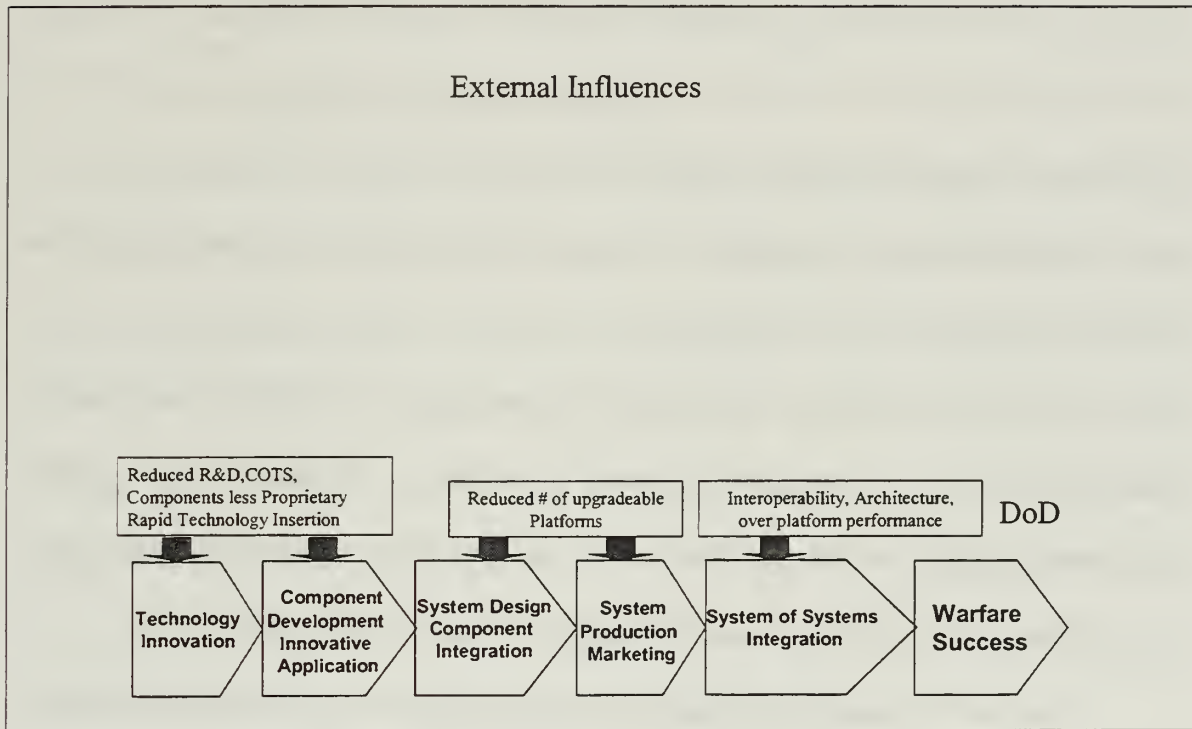 External Influences
Reduced R&D,COTS,
Components less Proprietary
Rapid Technology Insertion
Reduced # of upgradeable
Platforms
Interoperability, Architecture,
over platform performance
DoD
Technology
Innovation
Component
Development
Innovative
Application
System Design
Component
Integration
System
Production
Marketing
System of Systems
Integration
Warfare
Success